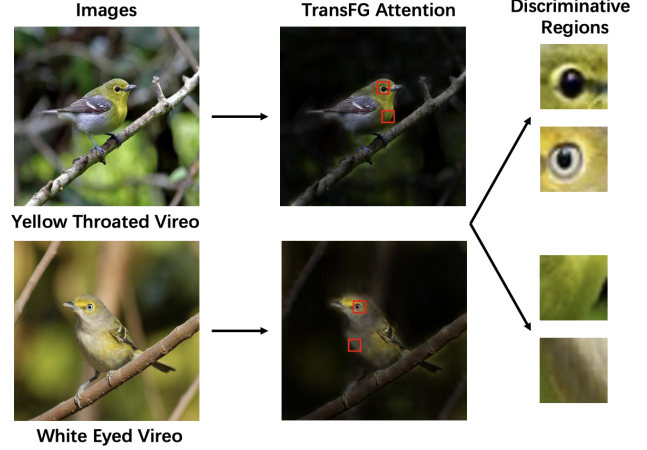 Images
TransFG Attention
Discriminative
Regions
Yellow Throated Vireo
White Eyed Vireo